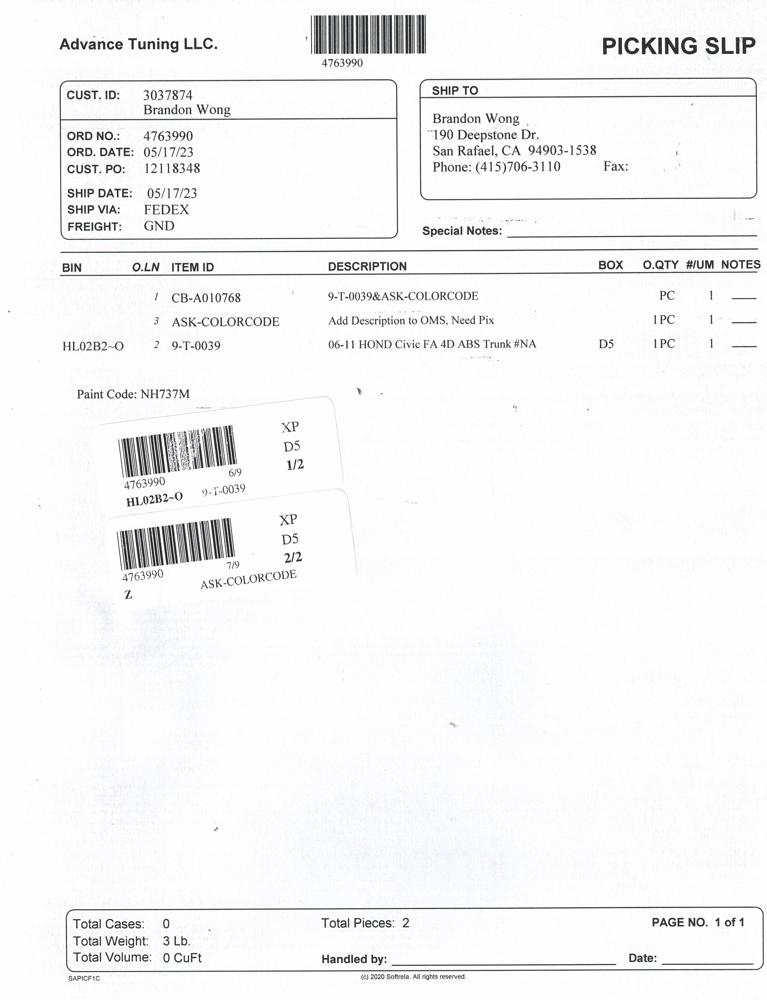 Advance Tuning LLC.
4763990
PICKING SLIP
CUST. ID: 3037874
Brandon Wong
ORD NO.: 4763990
ORD. DATE: 05/17/23
CUST. PO: 12118348
SHIP DATE: 05/17/23
SHIP VIA: FEDEX
FREIGHT: GND
SHIP TO
Brandon Wong
190 Deepstone Dr.
San Rafael, CA 94903-1538
Phone: (415)706-3110 Fax:
Special Notes:
BIN O.LN ITEM ID DESCRIPTION BOX O.QTY #/UM NOTES
1 CB-A010768 9-T-0039&ASK-COLORCODE PC 1
3 ASK-COLORCODE Add Description to OMS, Need Pix 1PC 1
HL02B2~O 2 9-T-0039 06-11 HOND Civic FA 4D ABS Trunk #NA D5 1PC 1
Paint Code: NH737M
XP
D5
1/2
4763990 6/9
HL02B2~O 9-T-0039
XP
D5
2/2
4763990 7/9
Z ASK-COLORCODE
Total Cases: 0 Total Pieces: 2 PAGE NO. 1 of 1
Total Weight: 3 Lb.
Total Volume: 0 CuFt Handled by: Date:
SAPICF1C (c) 2020 Softrela. All rights reserved.